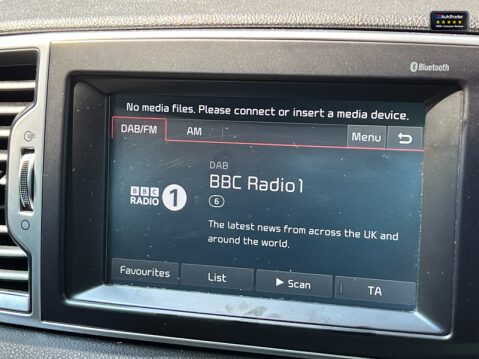 AutoTrader
Bluetooth
No media files. Please connect or insert a media device.
DAB/FM
AM
Menu
DAB
BBC Radio1
6
BBC
RADIO
1
The latest news from across the UK and
around the world.
Favourites
List
Scan
TA